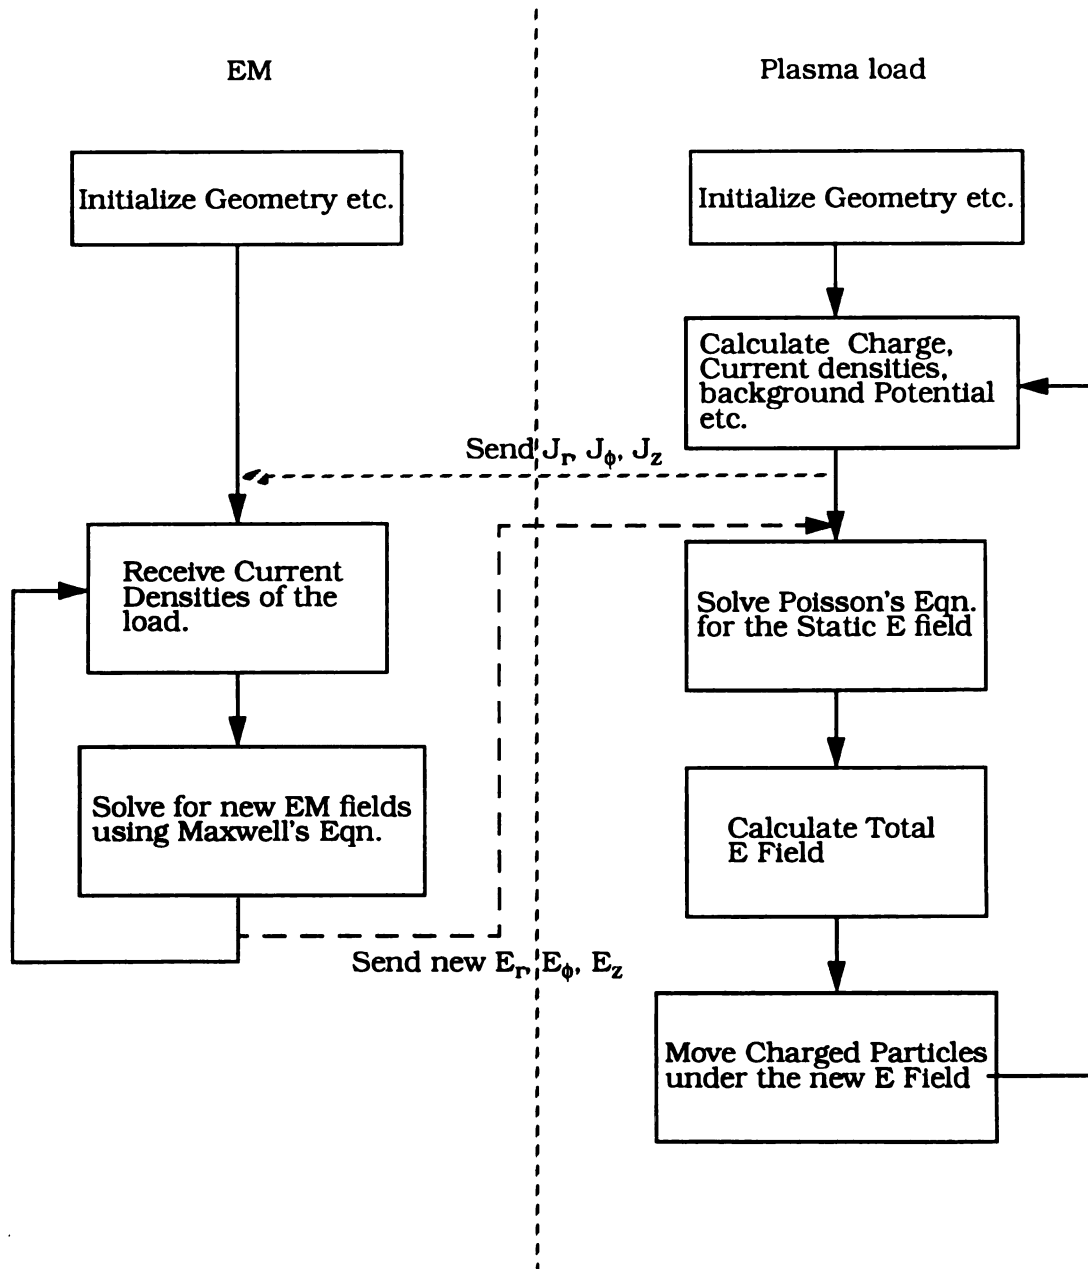 EM
Plasma load
Initialize Geometry etc.
Initialize Geometry etc.
Calculate Charge,
Current densities,
background Potential
etc.
Send J_r, J_ϕ, J_z
Receive Current
Densities of the
load.
Solve Poisson's Eqn.
for the Static E field
Solve for new EM fields
using Maxwell's Eqn.
Calculate Total
E Field
Send new E_r, E_ϕ, E_z
Move Charged Particles
under the new E Field